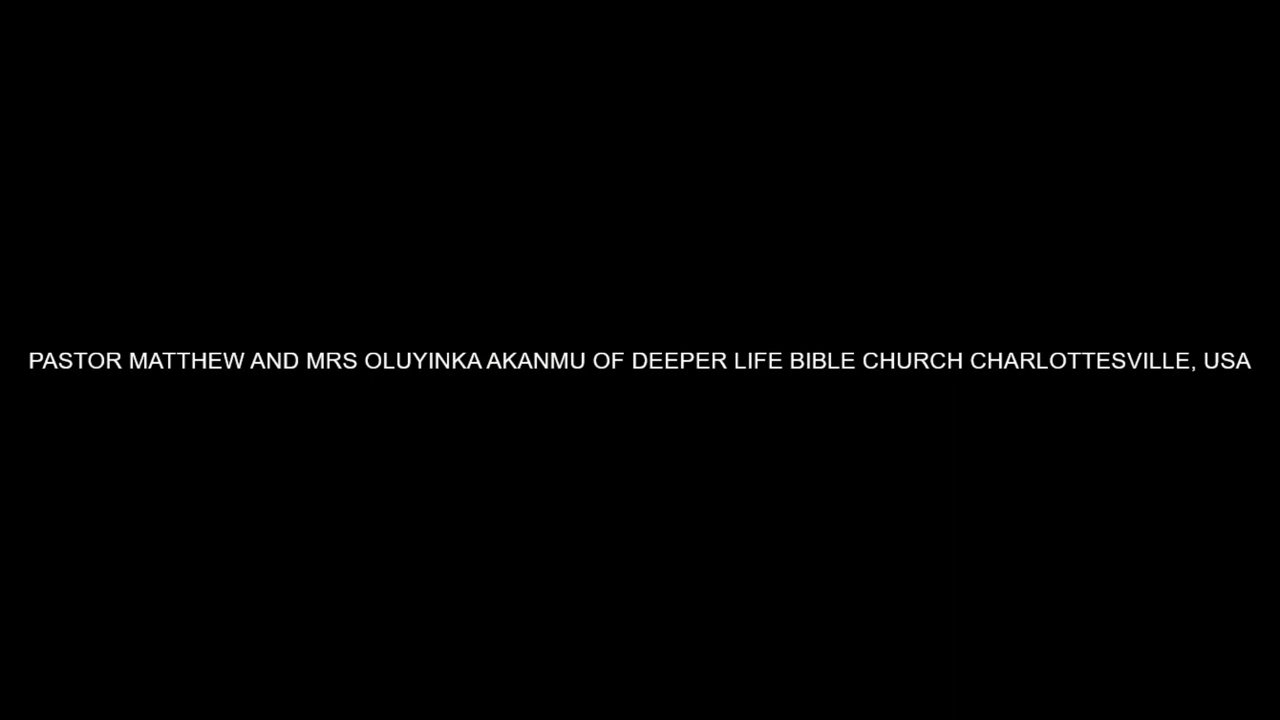 PASTOR MATTHEW AND MRS OLUYINKA AKANMU OF DEEPER LIFE BIBLE CHURCH CHARLOTTESVILLE, USA